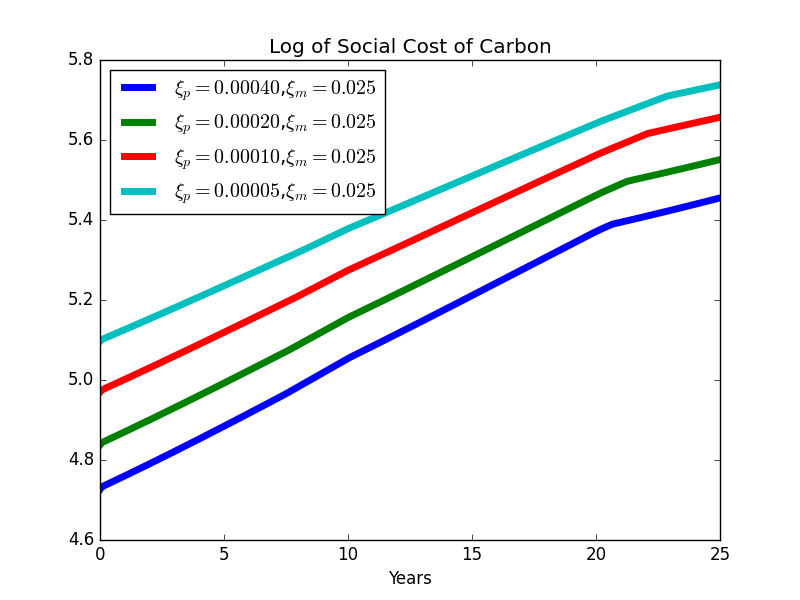 Log of Social Cost of Carbon
5.8
5.6
5.4
5.2
5.0
4.8
4.6
ξp = 0.00040,ξm = 0.025
ξp = 0.00020,ξm = 0.025
ξp = 0.00010,ξm = 0.025
ξp = 0.00005,ξm = 0.025
0 5 10 15 20 25
Years